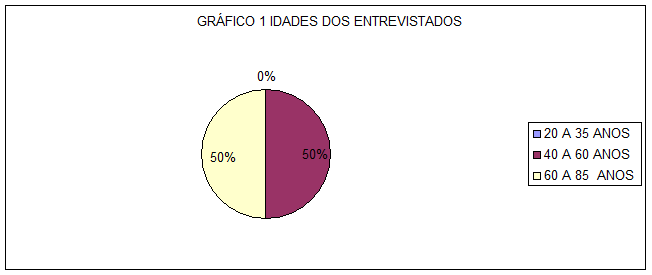 GRÁFICO 1 IDADES DOS ENTREVISTADOS
0%
50%
50%
20 A 35 ANOS
40 A 60 ANOS
60 A 85  ANOS